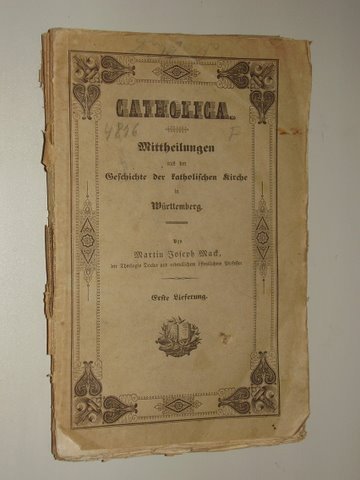 CATHOLICA.
4816 F
Mittheilungen
aus der
Geschichte der katholischen Kirche
in
Württemberg.
Von
Martin Joseph Mack,
der Theologie Doctor und ordentlichem öffentlichem Professor
Erste Lieferung.